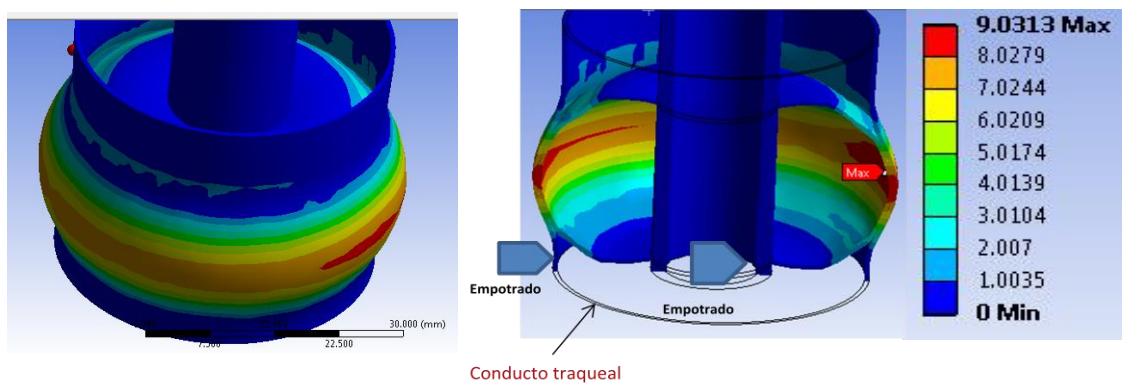 30.000 (mm)
7.500
22.500
Max
Empotrado
Empotrado
Conducto traqueal
9.0313 Max
8.0279
7.0244
6.0209
5.0174
4.0139
3.0104
2.007
1.0035
0 Min